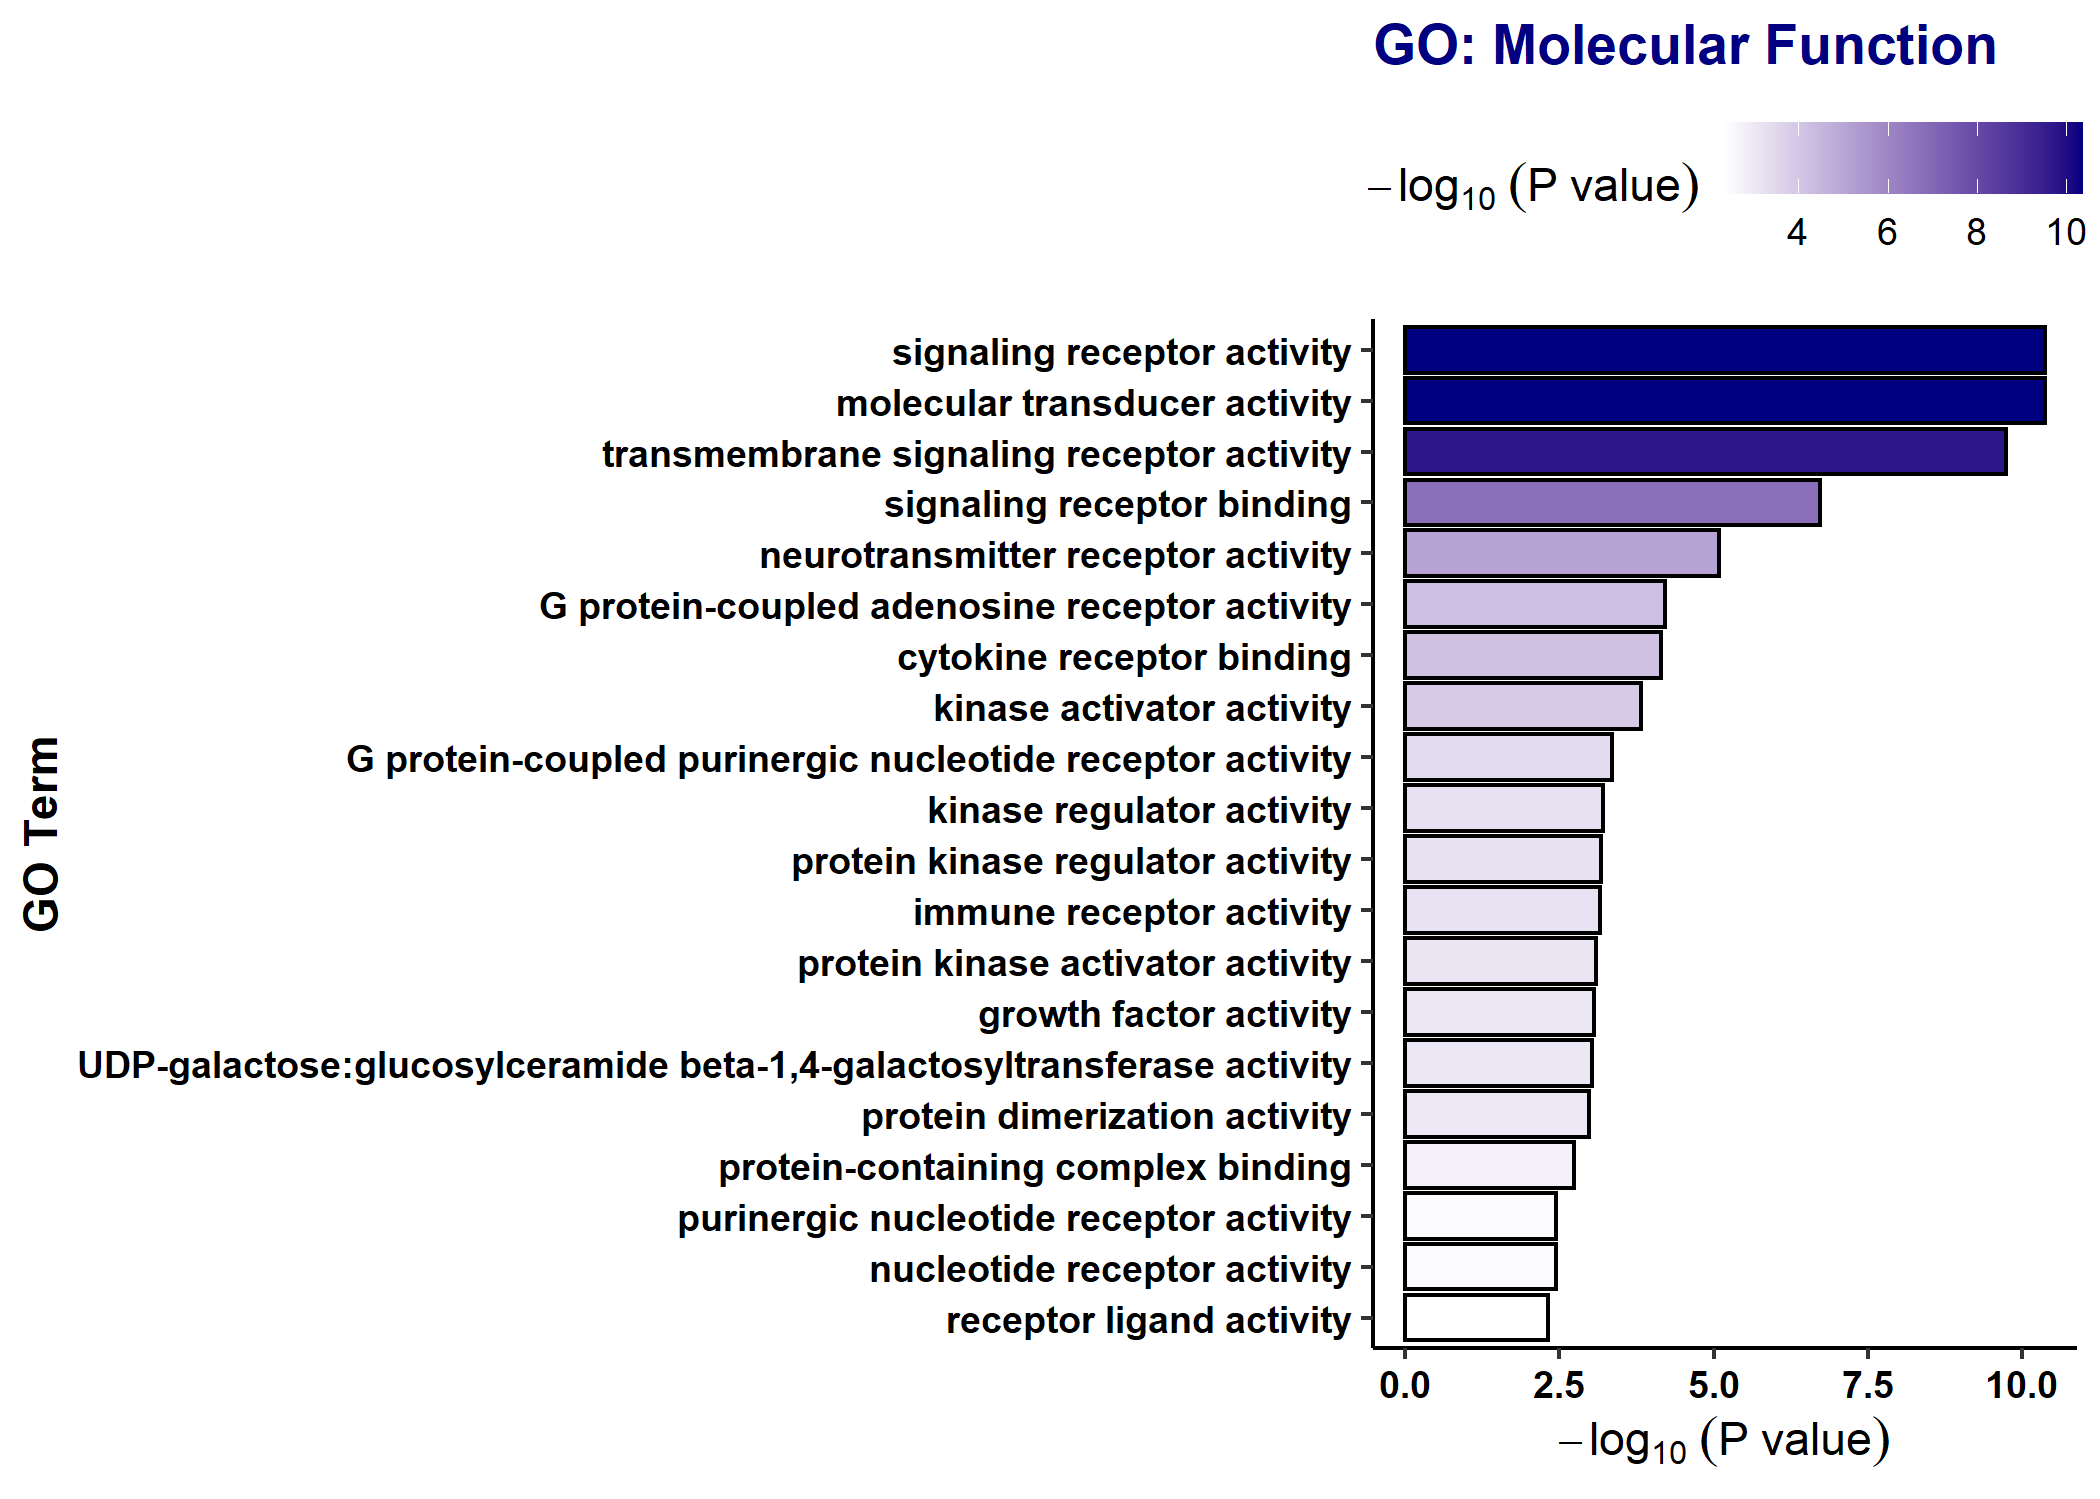 GO: Molecular Function
−log10 (P value)
4 6 8 10
signaling receptor activity
molecular transducer activity
transmembrane signaling receptor activity
signaling receptor binding
neurotransmitter receptor activity
G protein-coupled adenosine receptor activity
cytokine receptor binding
kinase activator activity
G protein-coupled purinergic nucleotide receptor activity
kinase regulator activity
protein kinase regulator activity
immune receptor activity
protein kinase activator activity
growth factor activity
UDP-galactose:glucosylceramide beta-1,4-galactosyltransferase activity
protein dimerization activity
protein-containing complex binding
purinergic nucleotide receptor activity
nucleotide receptor activity
receptor ligand activity
GO Term
0.0 2.5 5.0 7.5 10.0
−log10 (P value)